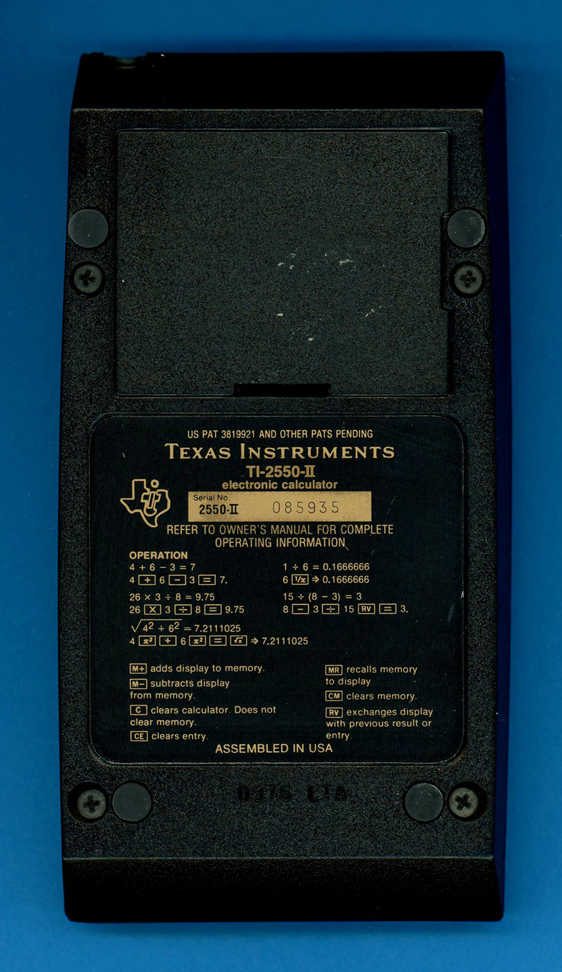 US PAT 3819921 AND OTHER PATS PENDING
TEXAS INSTRUMENTS
TI-2550-II
electronic calculator
Serial No.
2550-II 085935
REFER TO OWNER'S MANUAL FOR COMPLETE
OPERATING INFORMATION
OPERATION
4 + 6 − 3 = 7
4 + 6 − 3 = 7.
26 × 3 ÷ 8 = 9.75
26 X 3 ÷ 8 = 9.75
√4² + 6² = 7.2111025
4 x² + 6 x² = √x ⇒ 7.2111025
1 ÷ 6 = 0.1666666
6 1/x ⇒ 0.1666666
15 ÷ (8 − 3) = 3
8 − 3 ÷ 15 RV = 3.
M+ adds display to memory.
M− subtracts display
from memory.
C clears calculator. Does not
clear memory.
CE clears entry.
MR recalls memory
to display
CM clears memory.
RV exchanges display
with previous result or
entry.
ASSEMBLED IN USA